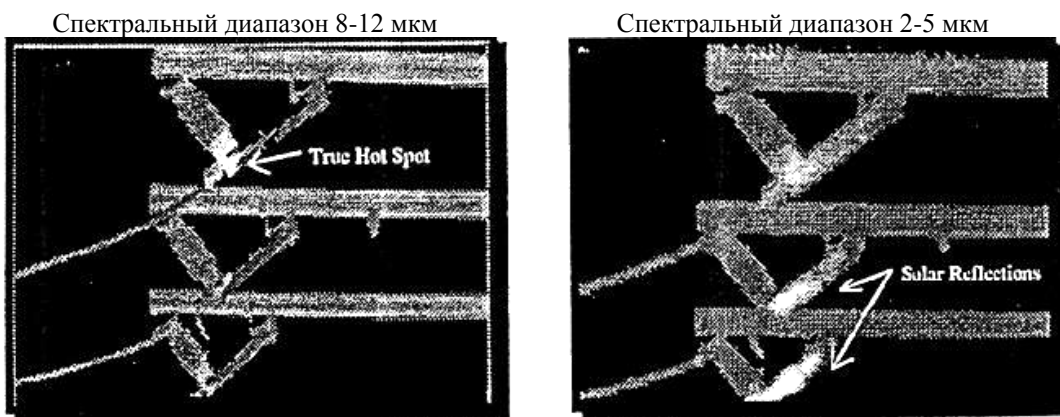 Спектральный диапазон 8-12 мкм
Спектральный диапазон 2-5 мкм
True Hot Spot
Solar Reflections